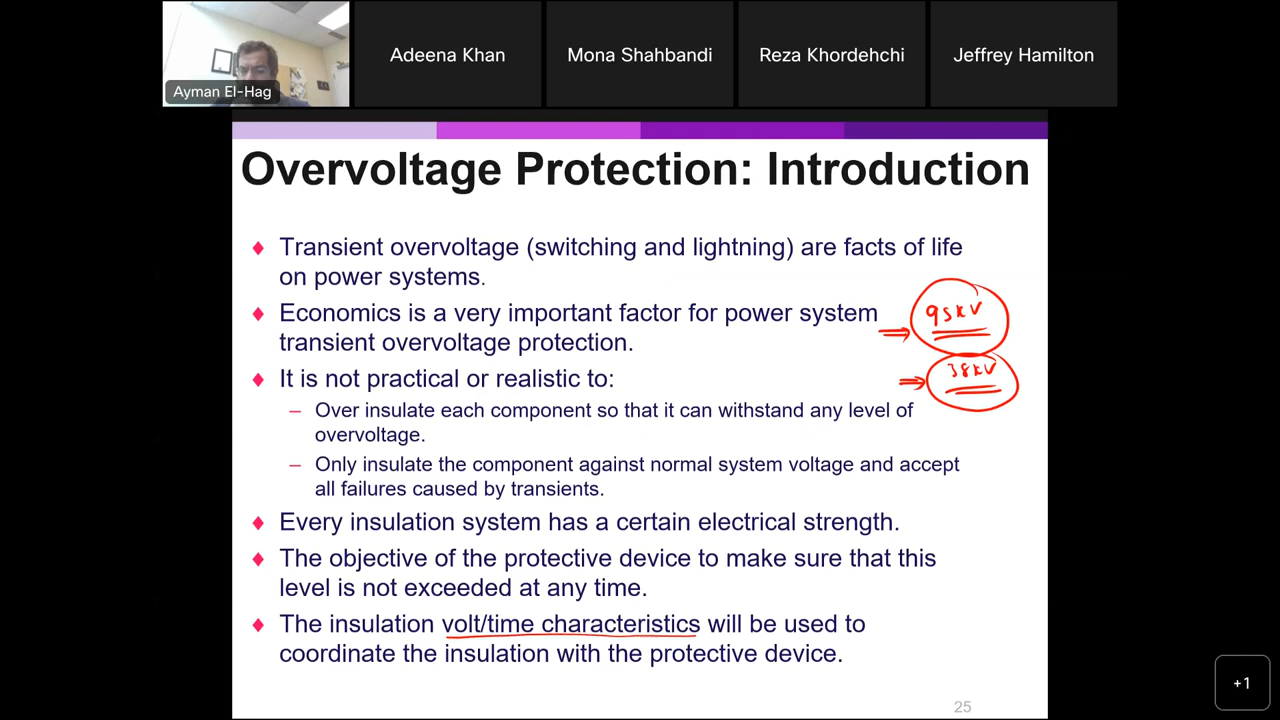 Ayman El-Hag
Adeena Khan
Mona Shahbandi
Reza Khordehchi
Jeffrey Hamilton
Overvoltage Protection: Introduction
♦ Transient overvoltage (switching and lightning) are facts of life
on power systems.
♦ Economics is a very important factor for power system
transient overvoltage protection.
95kV
♦ It is not practical or realistic to:
38kV
– Over insulate each component so that it can withstand any level of
overvoltage.
– Only insulate the component against normal system voltage and accept
all failures caused by transients.
♦ Every insulation system has a certain electrical strength.
♦ The objective of the protective device to make sure that this
level is not exceeded at any time.
♦ The insulation volt/time characteristics will be used to
coordinate the insulation with the protective device.
25
+1